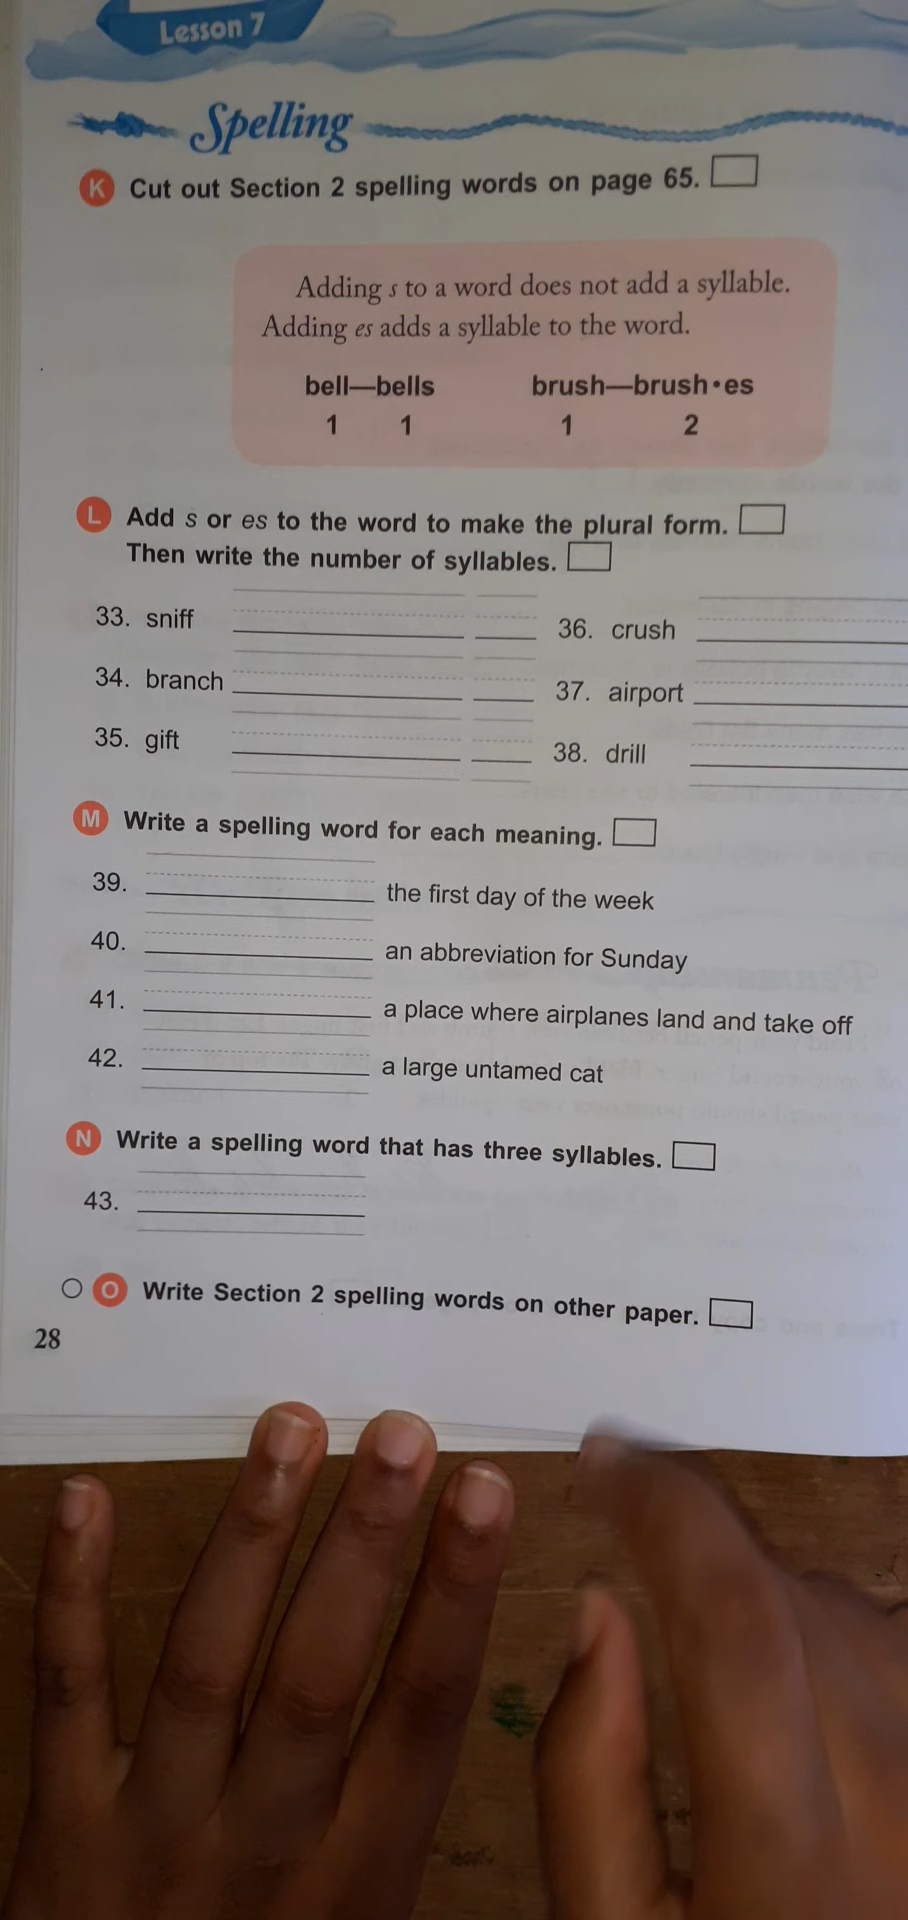 Lesson 7
Spelling
K Cut out Section 2 spelling words on page 65.
Adding s to a word does not add a syllable.
Adding es adds a syllable to the word.
bell—bells brush—brush•es
1 1 1 2
L Add s or es to the word to make the plural form.
Then write the number of syllables.
33. sniff 36. crush
34. branch 37. airport
35. gift 38. drill
M Write a spelling word for each meaning.
39. the first day of the week
40. an abbreviation for Sunday
41. a place where airplanes land and take off
42. a large untamed cat
N Write a spelling word that has three syllables.
43.
O Write Section 2 spelling words on other paper.
28